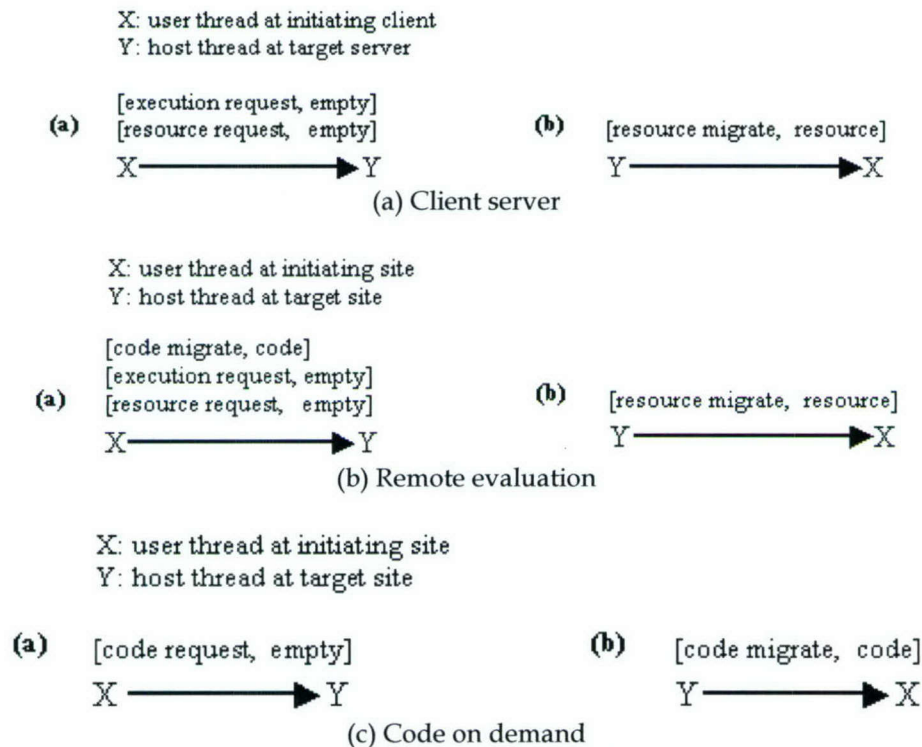 X: user thread at initiating client
Y: host thread at target server
[execution request, empty]
(a) [resource request, empty] (b) [resource migrate, resource]
X Y Y X
(a) Client server
X: user thread at initiating site
Y: host thread at target site
[code migrate, code]
[execution request, empty]
(a) [resource request, empty] (b) [resource migrate, resource]
X Y Y X
(b) Remote evaluation
X: user thread at initiating site
Y: host thread at target site
(a) [code request, empty] (b) [code migrate, code]
X Y Y X
(c) Code on demand